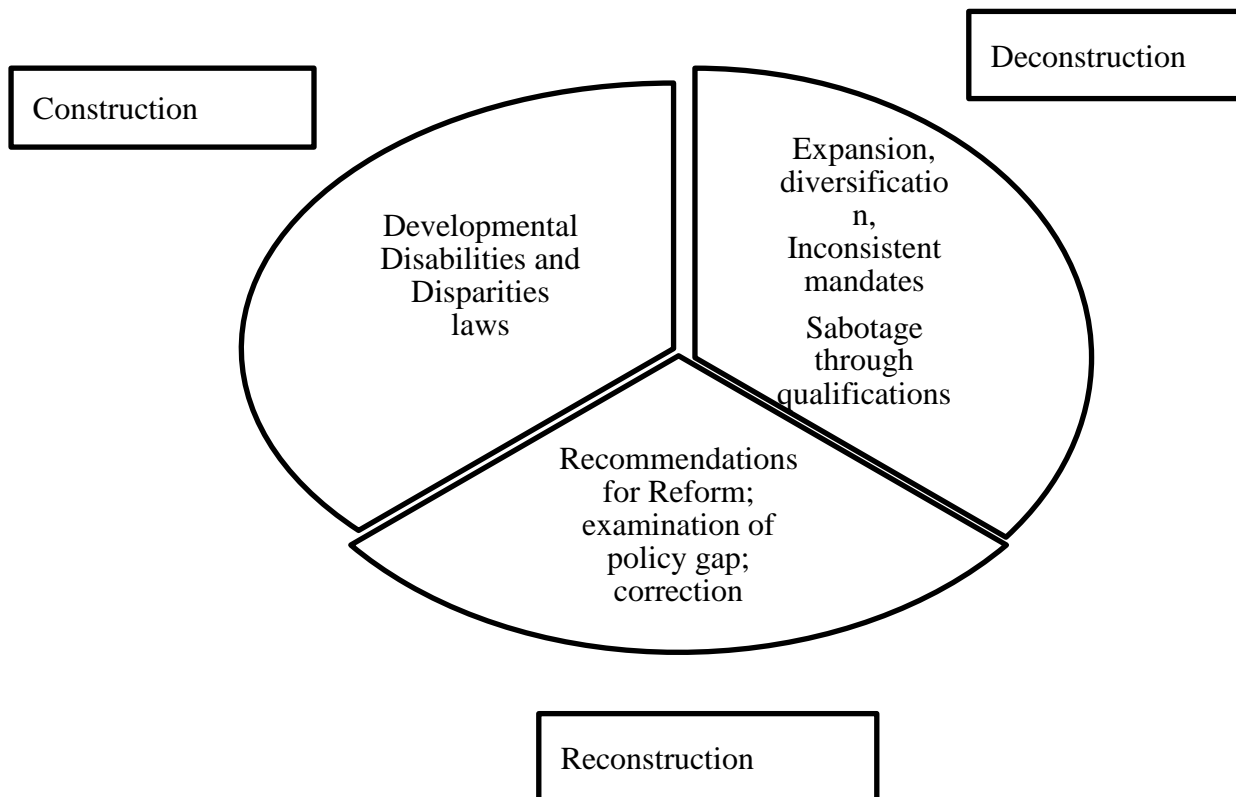 Construction
Deconstruction
Developmental
Disabilities and
Disparities
laws
Expansion,
diversificatio
n,
Inconsistent
mandates
Sabotage
through
qualifications
Recommendations
for Reform;
examination of
policy gap;
correction
Reconstruction